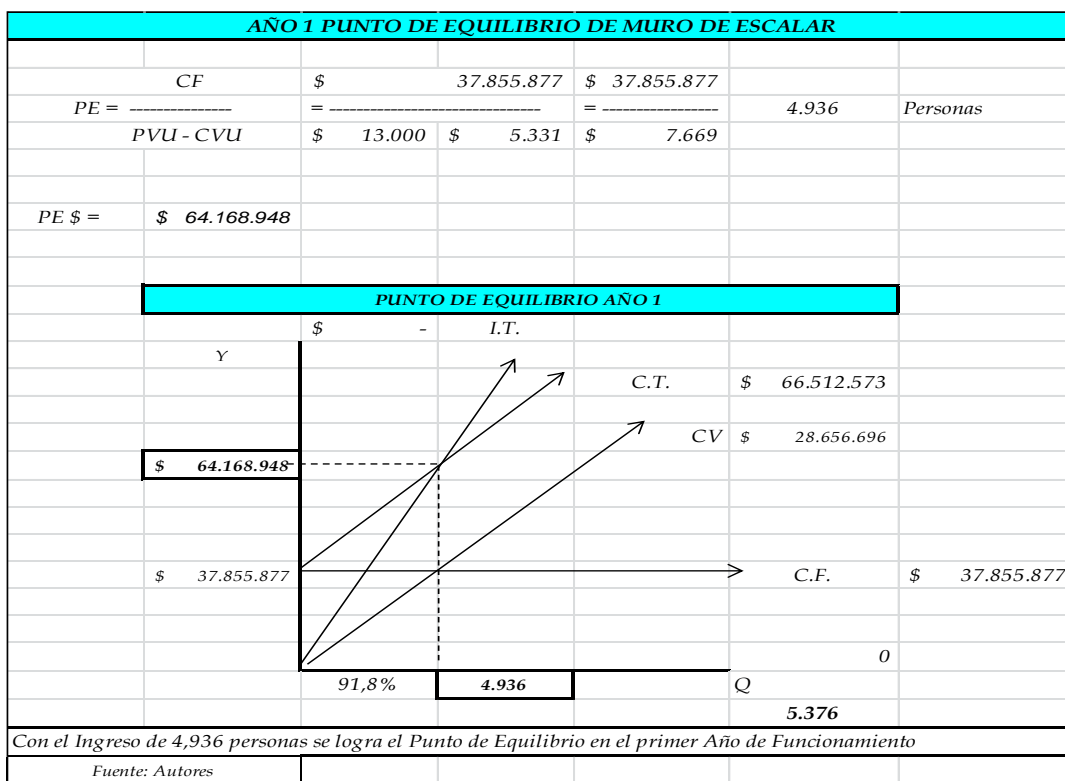 AÑO 1 PUNTO DE EQUILIBRIO DE MURO DE ESCALAR
CF $ 37.855.877 $ 37.855.877
PE = --------------- = ------------------------------- = ----------------- 4.936 Personas
PVU - CVU $ 13.000 $ 5.331 $ 7.669
PE $ = $ 64.168.948
PUNTO DE EQUILIBRIO AÑO 1
$ - I.T.
Y
C.T. $ 66.512.573
CV $ 28.656.696
$ 64.168.948
$ 37.855.877 C.F. $ 37.855.877
0
91,8% 4.936 Q
5.376
Con el Ingreso de 4,936 personas se logra el Punto de Equilibrio en el primer Año de Funcionamiento
Fuente: Autores